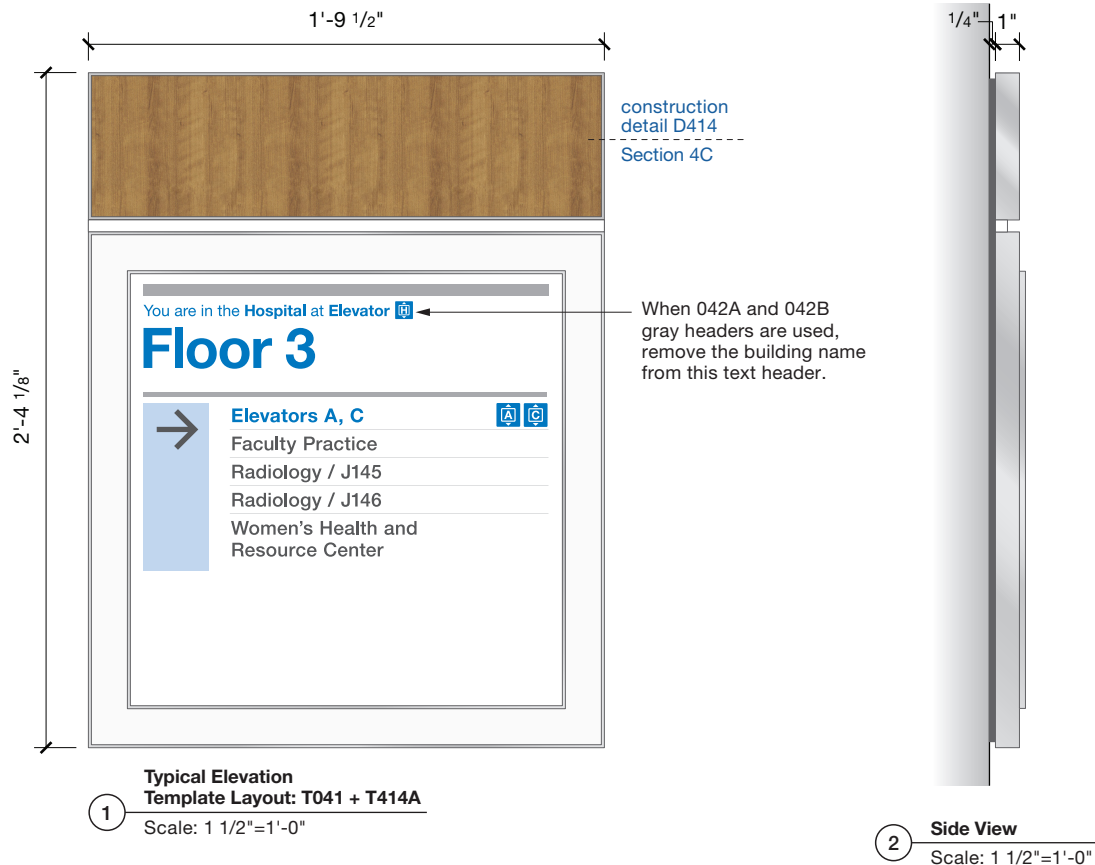 1'-9 1/2"
1/4" 1"
construction
detail D414
Section 4C
2'-4 1/8"
You are in the Hospital at Elevator H
Floor 3
When 042A and 042B
gray headers are used,
remove the building name
from this text header.
Elevators A, C A C
Faculty Practice
Radiology / J145
Radiology / J146
Women’s Health and
Resource Center
1
Typical Elevation
Template Layout: T041 + T414A
Scale: 1 1/2"=1'-0"
2
Side View
Scale: 1 1/2"=1'-0"